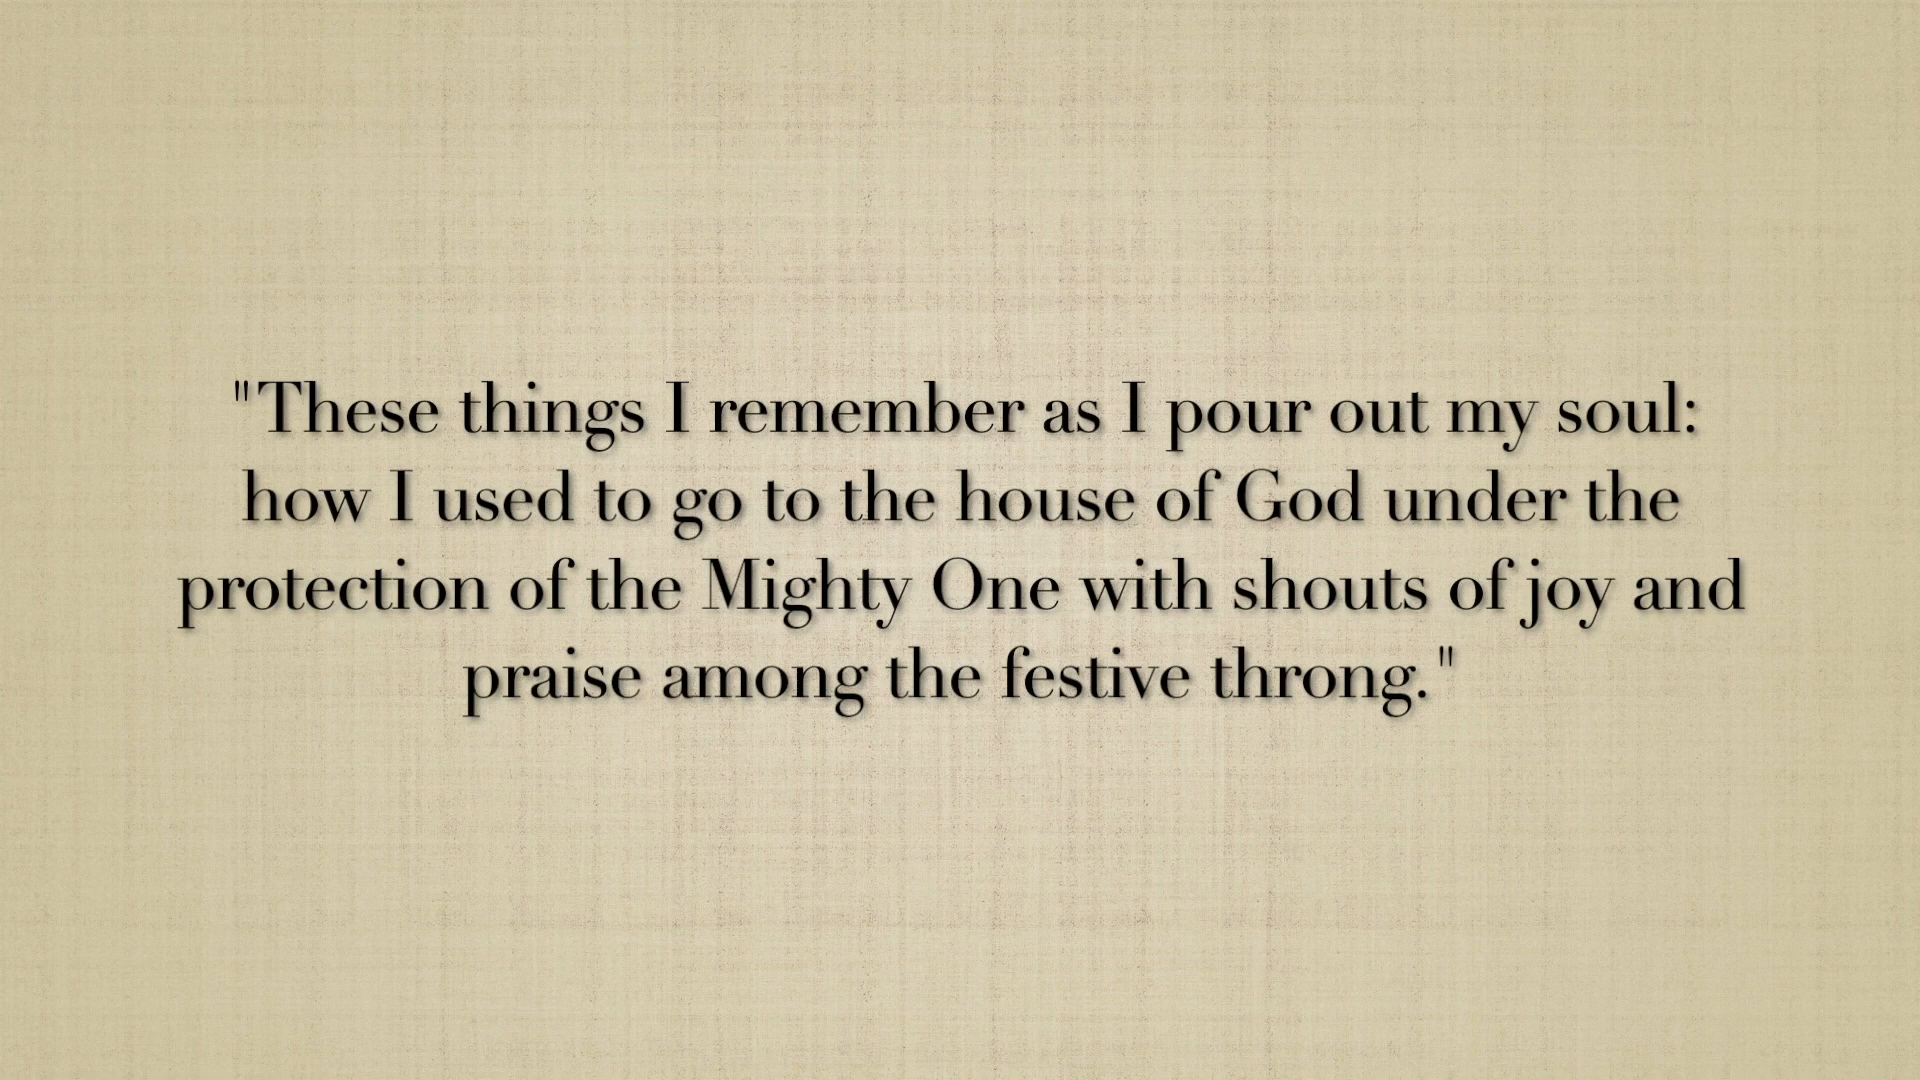 "These things I remember as I pour out my soul:
how I used to go to the house of God under the
protection of the Mighty One with shouts of joy and
praise among the festive throng."